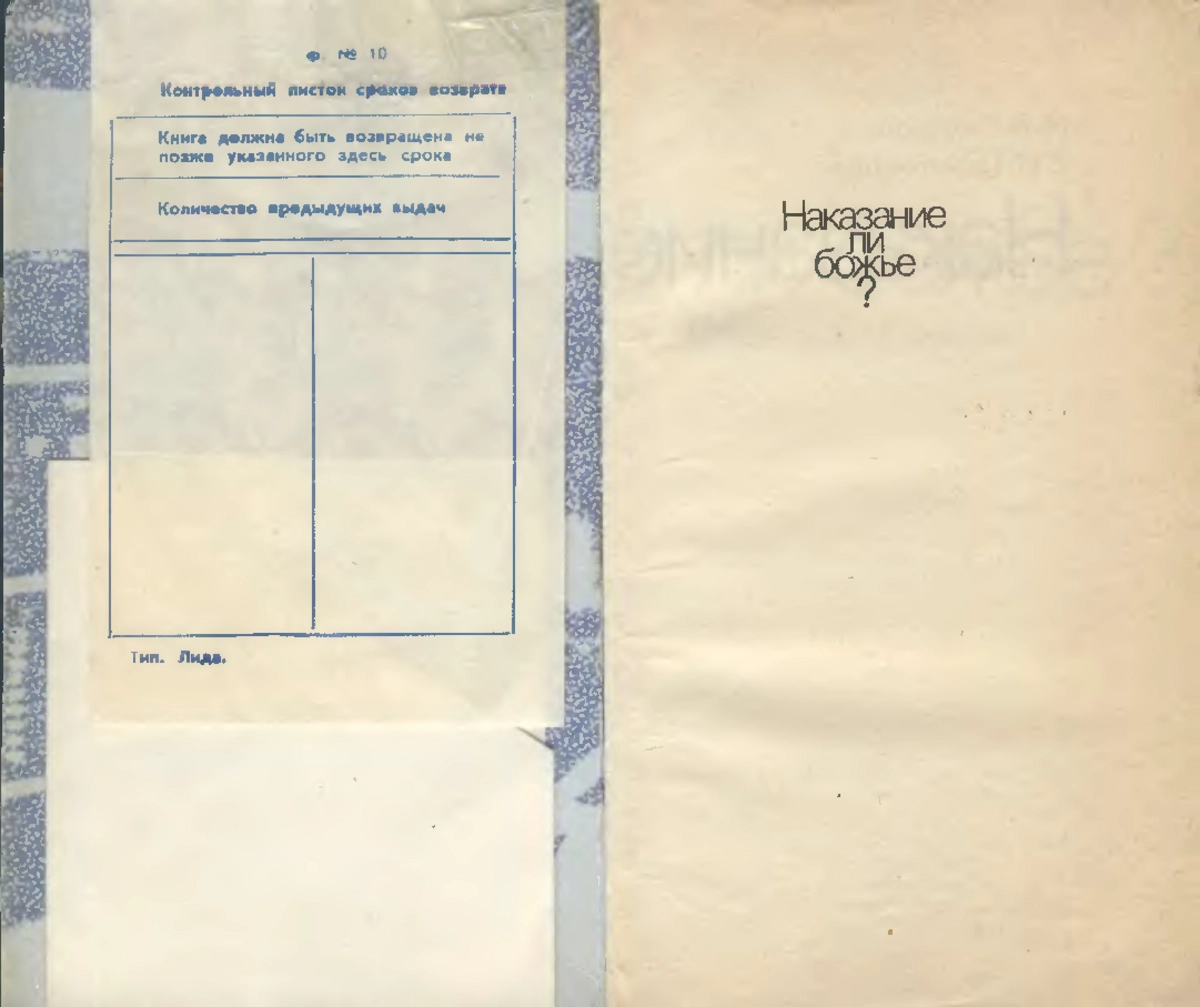 ф. № 10
Контрольный листок сроков возврата
Книга должна быть возвращена не
позже указанного здесь срока
Количество предыдущих выдач
Тип. Лида.
Наказание
ли
божье
?